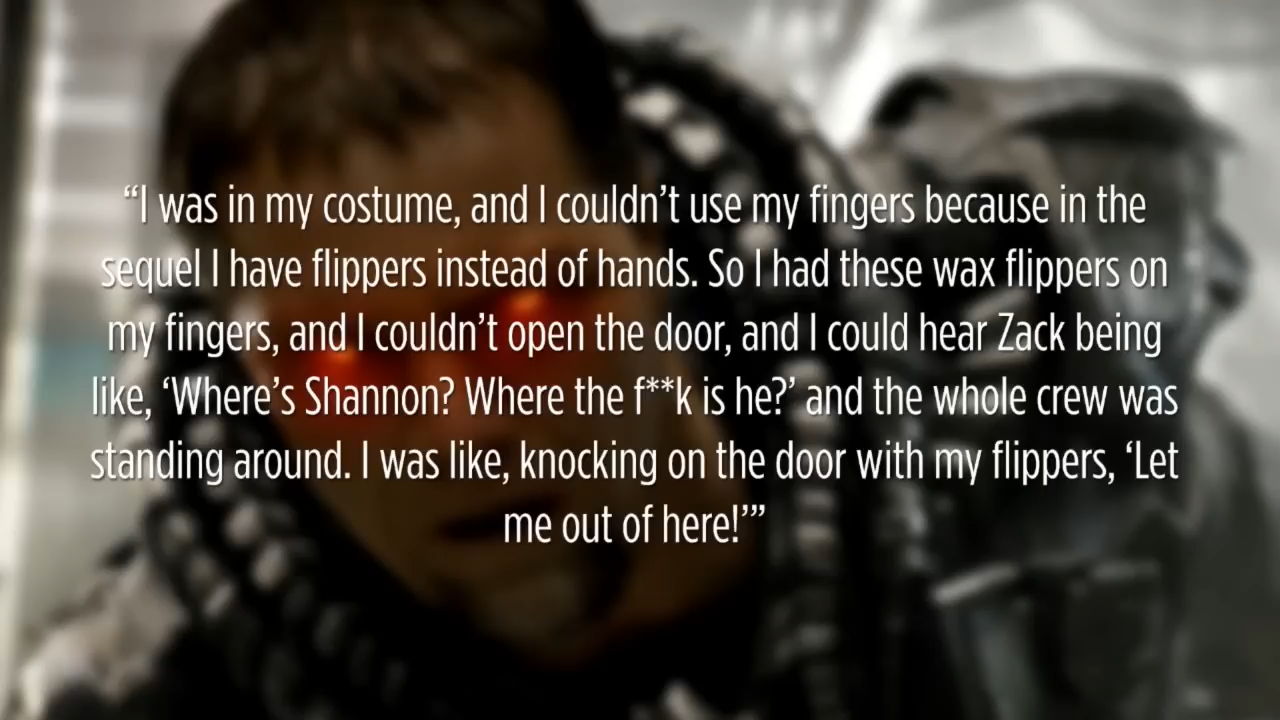 “I was in my costume, and I couldn’t use my fingers because in the
sequel I have flippers instead of hands. So I had these wax flippers on
my fingers, and I couldn’t open the door, and I could hear Zack being
like, ‘Where’s Shannon? Where the f**k is he?’ and the whole crew was
standing around. I was like, knocking on the door with my flippers, ‘Let
me out of here!’”